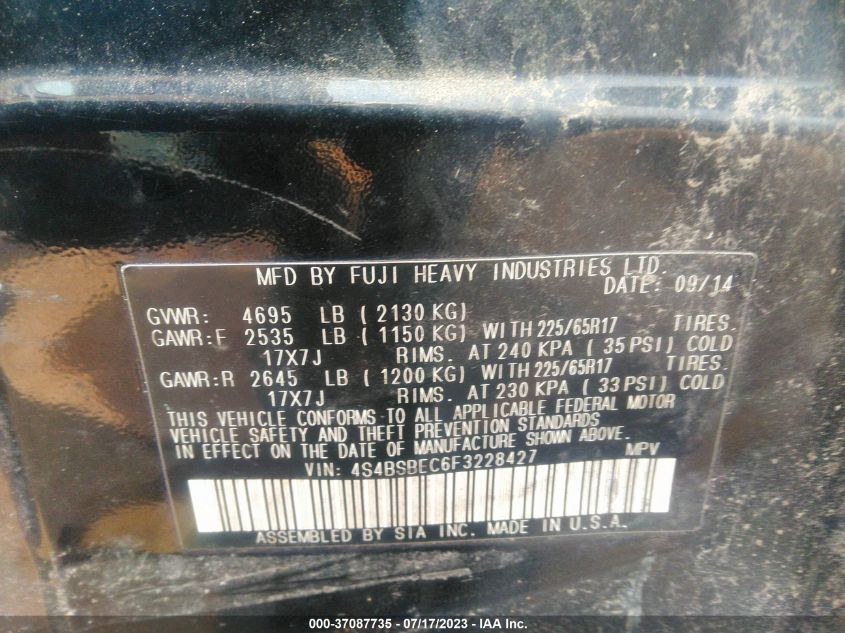 MFD BY FUJI HEAVY INDUSTRIES LTD.
DATE: 09/14
GVWR: 4695 LB ( 2130 KG)
GAWR:F 2535 LB ( 1150 KG) WITH 225/65R17 TIRES.
17X7J RIMS. AT 240 KPA ( 35 PSI) COLD
GAWR:R 2645 LB ( 1200 KG) WITH 225/65R17 TIRES.
17X7J RIMS. AT 230 KPA ( 33 PSI) COLD
THIS VEHICLE CONFORMS TO ALL APPLICABLE FEDERAL MOTOR
VEHICLE SAFETY AND THEFT PREVENTION STANDARDS
IN EFFECT ON THE DATE OF MANUFACTURE SHOWN ABOVE.
VIN: 4S4BSBEC6F3228427 MPV
ASSEMBLED BY SIA INC. MADE IN U.S.A.
000-37087735 - 07/17/2023 - IAA, Inc.